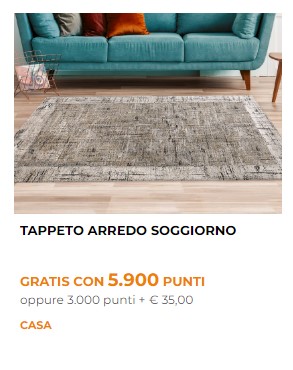 TAPPETO ARREDO SOGGIORNO
GRATIS CON 5.900 PUNTI
oppure 3.000 punti + € 35,00
CASA